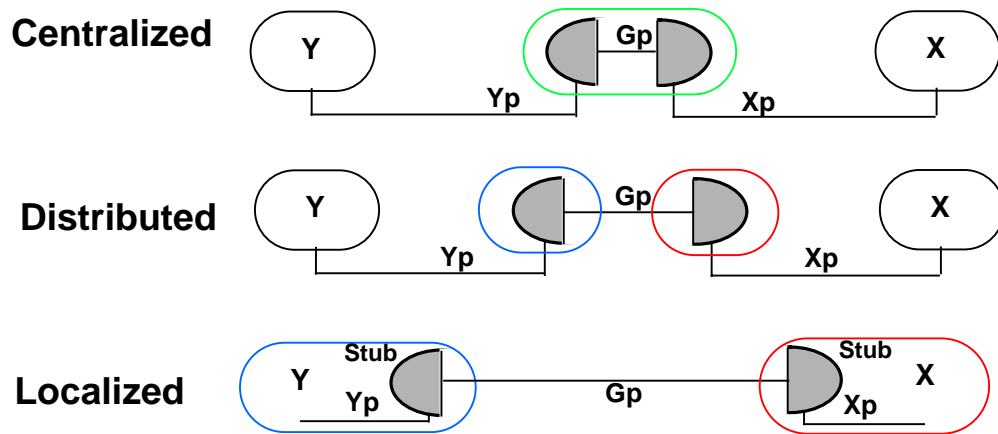 Centralized
Y
Gp
X
Yp
Xp
Distributed
Y
Gp
X
Yp
Xp
Localized
Y
Stub
Stub
X
Yp
Gp
Xp